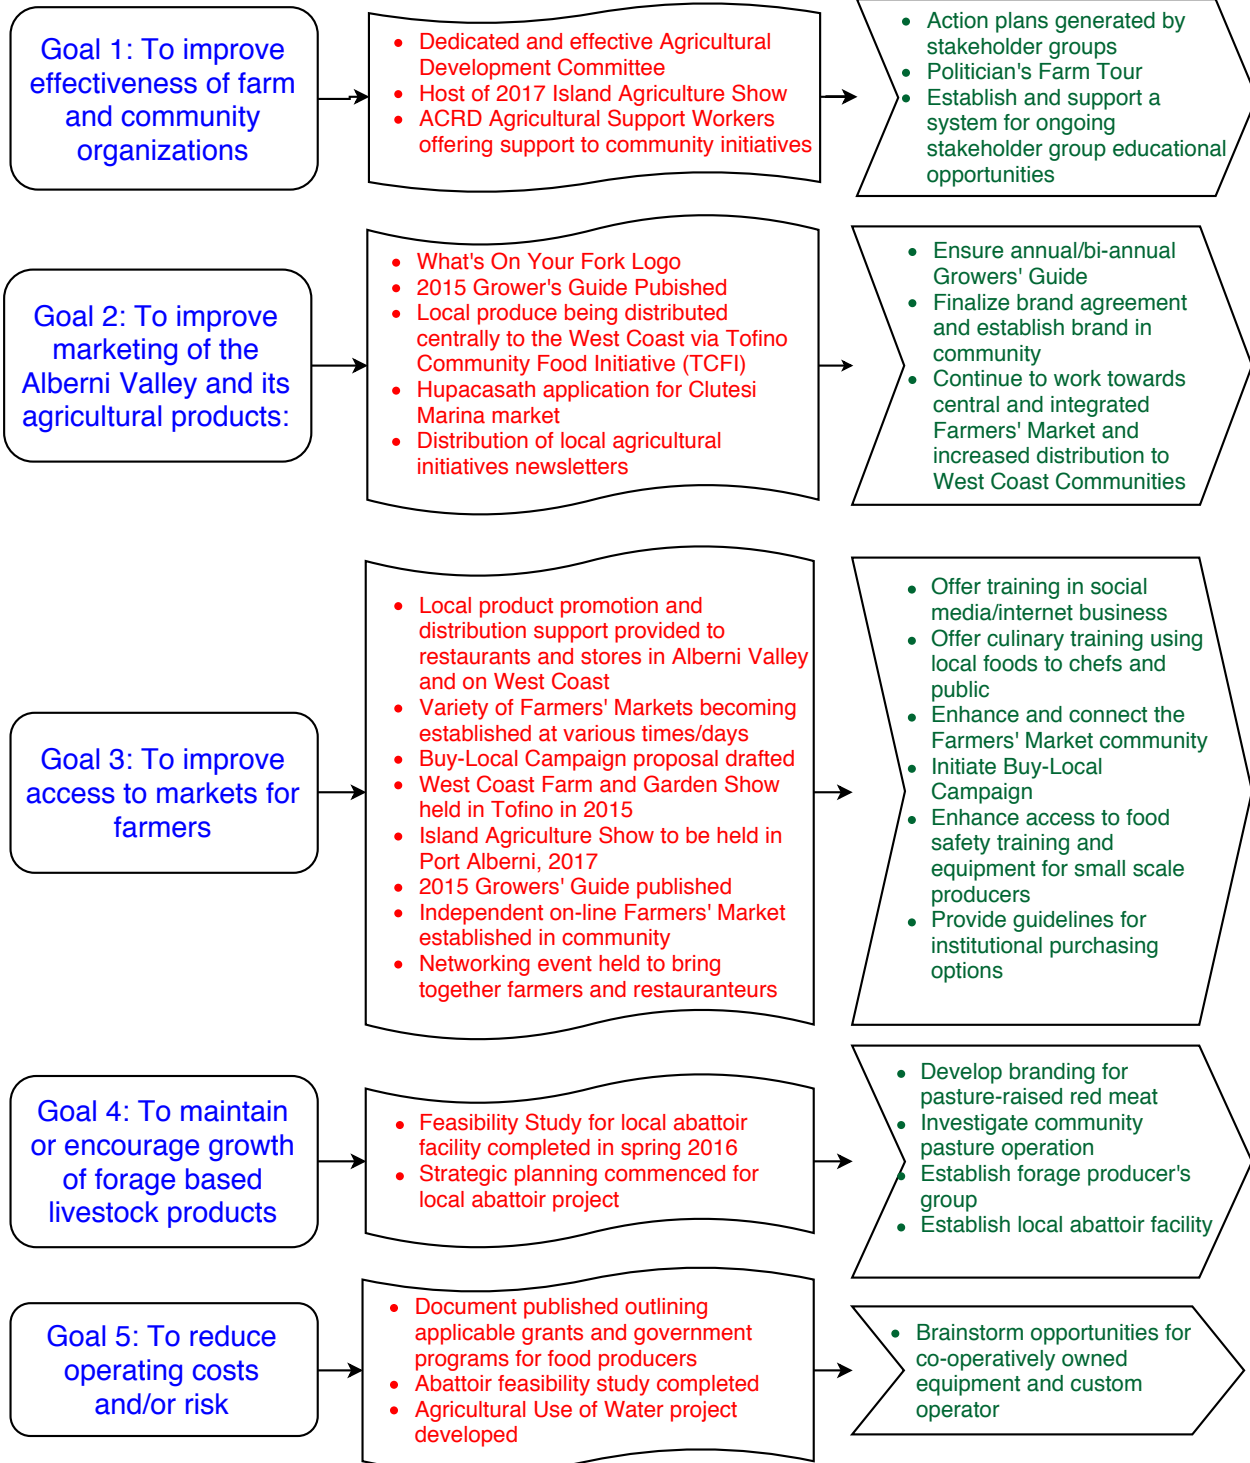 Goal 1: To improve
effectiveness of farm
and community
organizations
• Dedicated and effective Agricultural
Development Committee
• Host of 2017 Island Agriculture Show
• ACRD Agricultural Support Workers
offering support to community initiatives
• Action plans generated by
stakeholder groups
• Politician's Farm Tour
• Establish and support a
system for ongoing
stakeholder group educational
opportunities
Goal 2: To improve
marketing of the
Alberni Valley and its
agricultural products:
• What's On Your Fork Logo
• 2015 Grower's Guide Pubished
• Local produce being distributed
centrally to the West Coast via Tofino
Community Food Initiative (TCFI)
• Hupacasath application for Clutesi
Marina market
• Distribution of local agricultural
initiatives newsletters
• Ensure annual/bi-annual
Growers' Guide
• Finalize brand agreement
and establish brand in
community
• Continue to work towards
central and integrated
Farmers' Market and
increased distribution to
West Coast Communities
Goal 3: To improve
access to markets for
farmers
• Local product promotion and
distribution support provided to
restaurants and stores in Alberni Valley
and on West Coast
• Variety of Farmers' Markets becoming
established at various times/days
• Buy-Local Campaign proposal drafted
• West Coast Farm and Garden Show
held in Tofino in 2015
• Island Agriculture Show to be held in
Port Alberni, 2017
• 2015 Growers' Guide published
• Independent on-line Farmers' Market
established in community
• Networking event held to bring
together farmers and restauranteurs
• Offer training in social
media/internet business
• Offer culinary training using
local foods to chefs and
public
• Enhance and connect the
Farmers' Market community
• Initiate Buy-Local
Campaign
• Enhance access to food
safety training and
equipment for small scale
producers
• Provide guidelines for
institutional purchasing
options
Goal 4: To maintain
or encourage growth
of forage based
livestock products
• Feasibility Study for local abattoir
facility completed in spring 2016
• Strategic planning commenced for
local abattoir project
• Develop branding for
pasture-raised red meat
• Investigate community
pasture operation
• Establish forage producer's
group
• Establish local abattoir facility
Goal 5: To reduce
operating costs
and/or risk
• Document published outlining
applicable grants and government
programs for food producers
• Abattoir feasibility study completed
• Agricultural Use of Water project
developed
• Brainstorm opportunities for
co-operatively owned
equipment and custom
operator